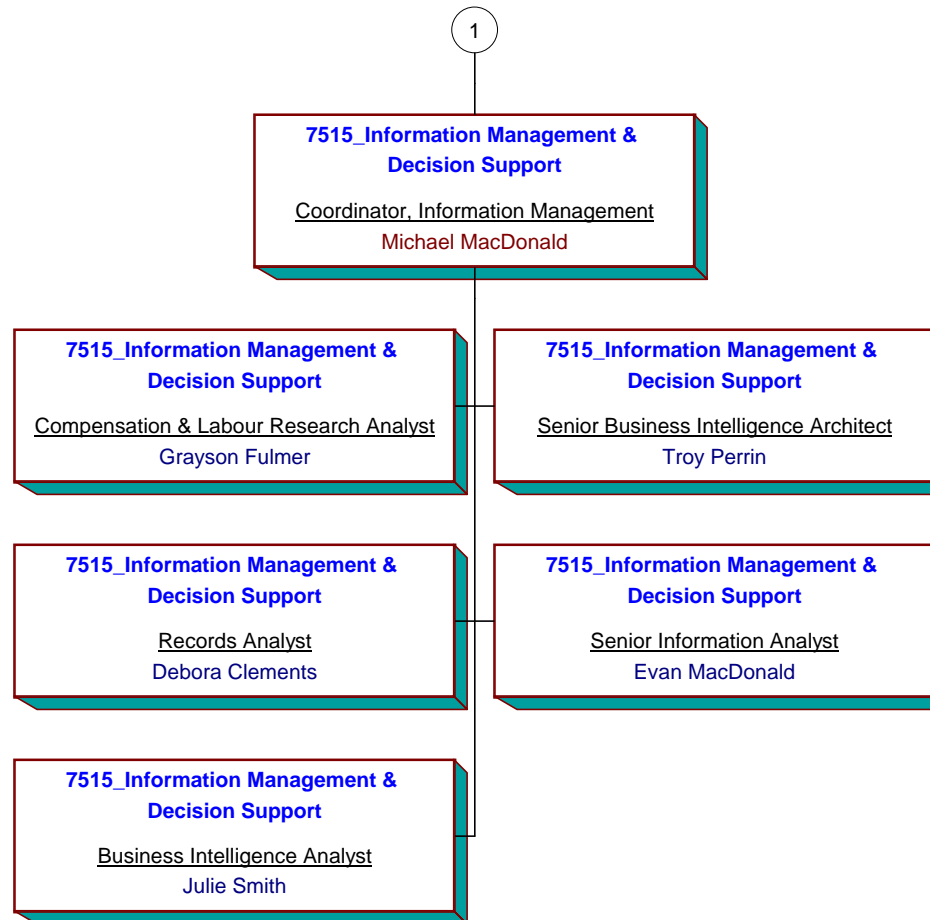 1
7515_Information Management &
Decision Support
Coordinator, Information Management
Michael MacDonald
7515_Information Management &
Decision Support
Compensation & Labour Research Analyst
Grayson Fulmer
7515_Information Management &
Decision Support
Senior Business Intelligence Architect
Troy Perrin
7515_Information Management &
Decision Support
Records Analyst
Debora Clements
7515_Information Management &
Decision Support
Senior Information Analyst
Evan MacDonald
7515_Information Management &
Decision Support
Business Intelligence Analyst
Julie Smith